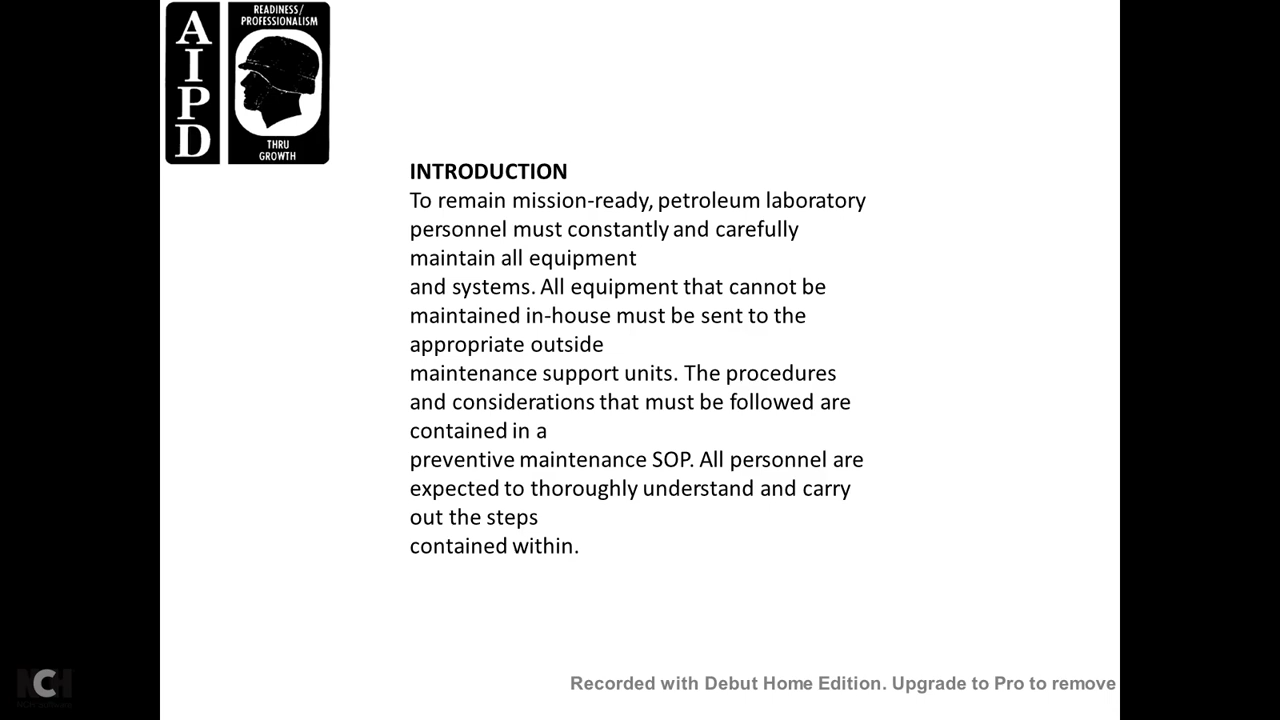 AIPD
READINESS/
PROFESSIONALISM
THRU
GROWTH
INTRODUCTION
To remain mission-ready, petroleum laboratory
personnel must constantly and carefully
maintain all equipment
and systems. All equipment that cannot be
maintained in-house must be sent to the
appropriate outside
maintenance support units. The procedures
and considerations that must be followed are
contained in a
preventive maintenance SOP. All personnel are
expected to thoroughly understand and carry
out the steps
contained within.
NCH
Recorded with Debut Home Edition. Upgrade to Pro to remove